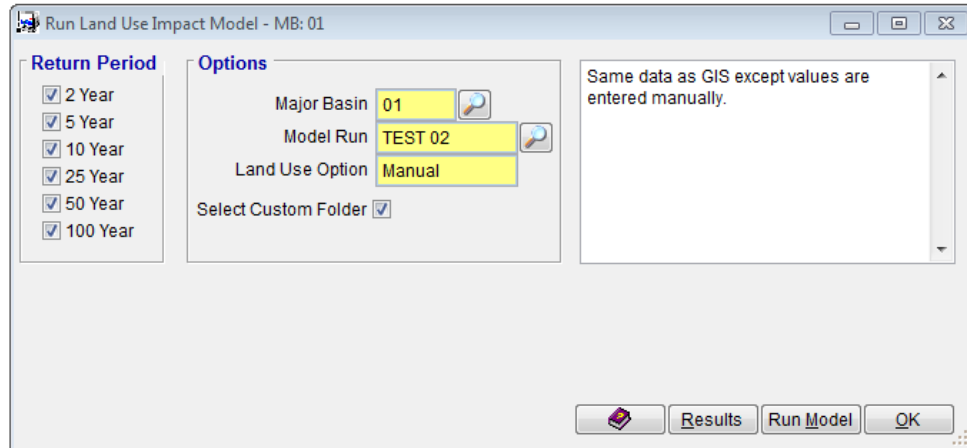 Run Land Use Impact Model - MB: 01
Return Period
2 Year
5 Year
10 Year
25 Year
50 Year
100 Year
Options
Major Basin 01
Model Run TEST 02
Land Use Option Manual
Select Custom Folder
Same data as GIS except values are
entered manually.
Results Run Model OK